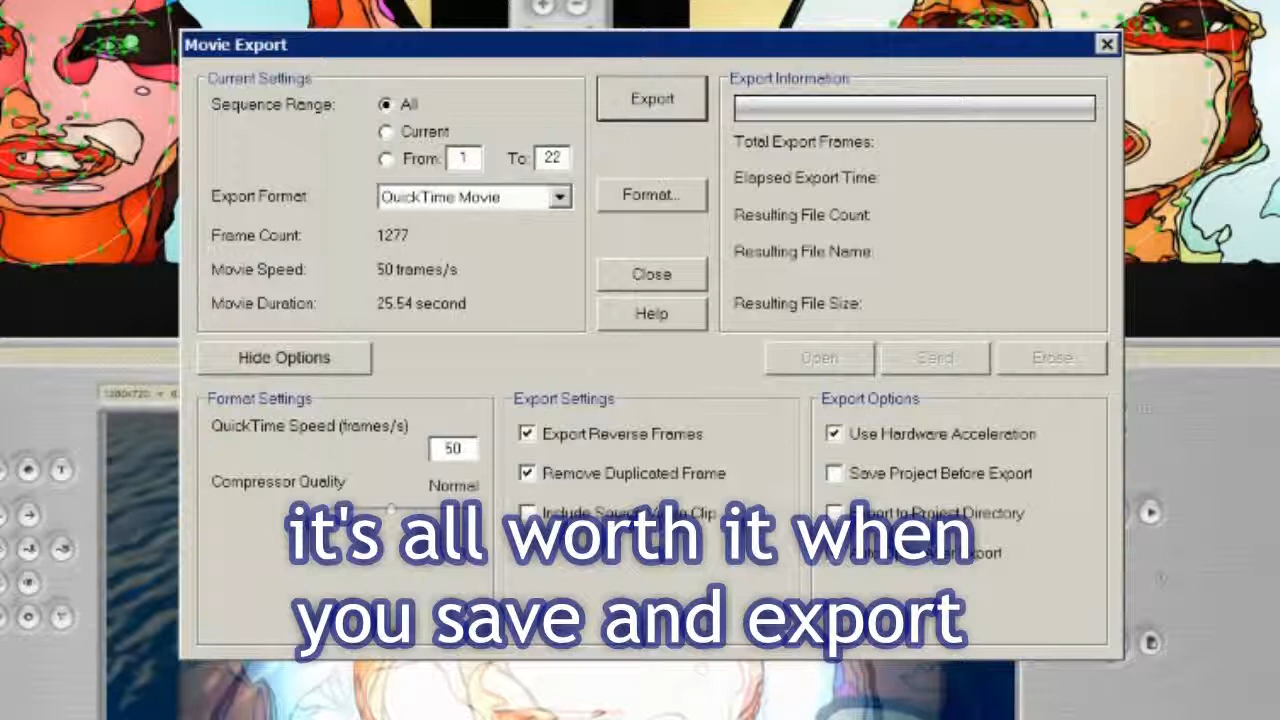 Movie Export
Current Settings
Sequence Range:
All
Current
From: 1 To: 22
Export Format
QuickTime Movie
Frame Count: 1277
Movie Speed: 50 frames/s
Movie Duration: 25.54 second
Export
Format...
Close
Help
Export Information
Total Export Frames:
Elapsed Export Time:
Resulting File Count:
Resulting File Name:
Resulting File Size:
Hide Options
Open
Send
Erase
Format Settings
QuickTime Speed (frames/s)
50
Compressor Quality
Normal
Export Settings
Export Reverse Frames
Remove Duplicated Frame
Export Options
Use Hardware Acceleration
Save Project Before Export
Export to Project Directory
it's all worth it when
you save and export